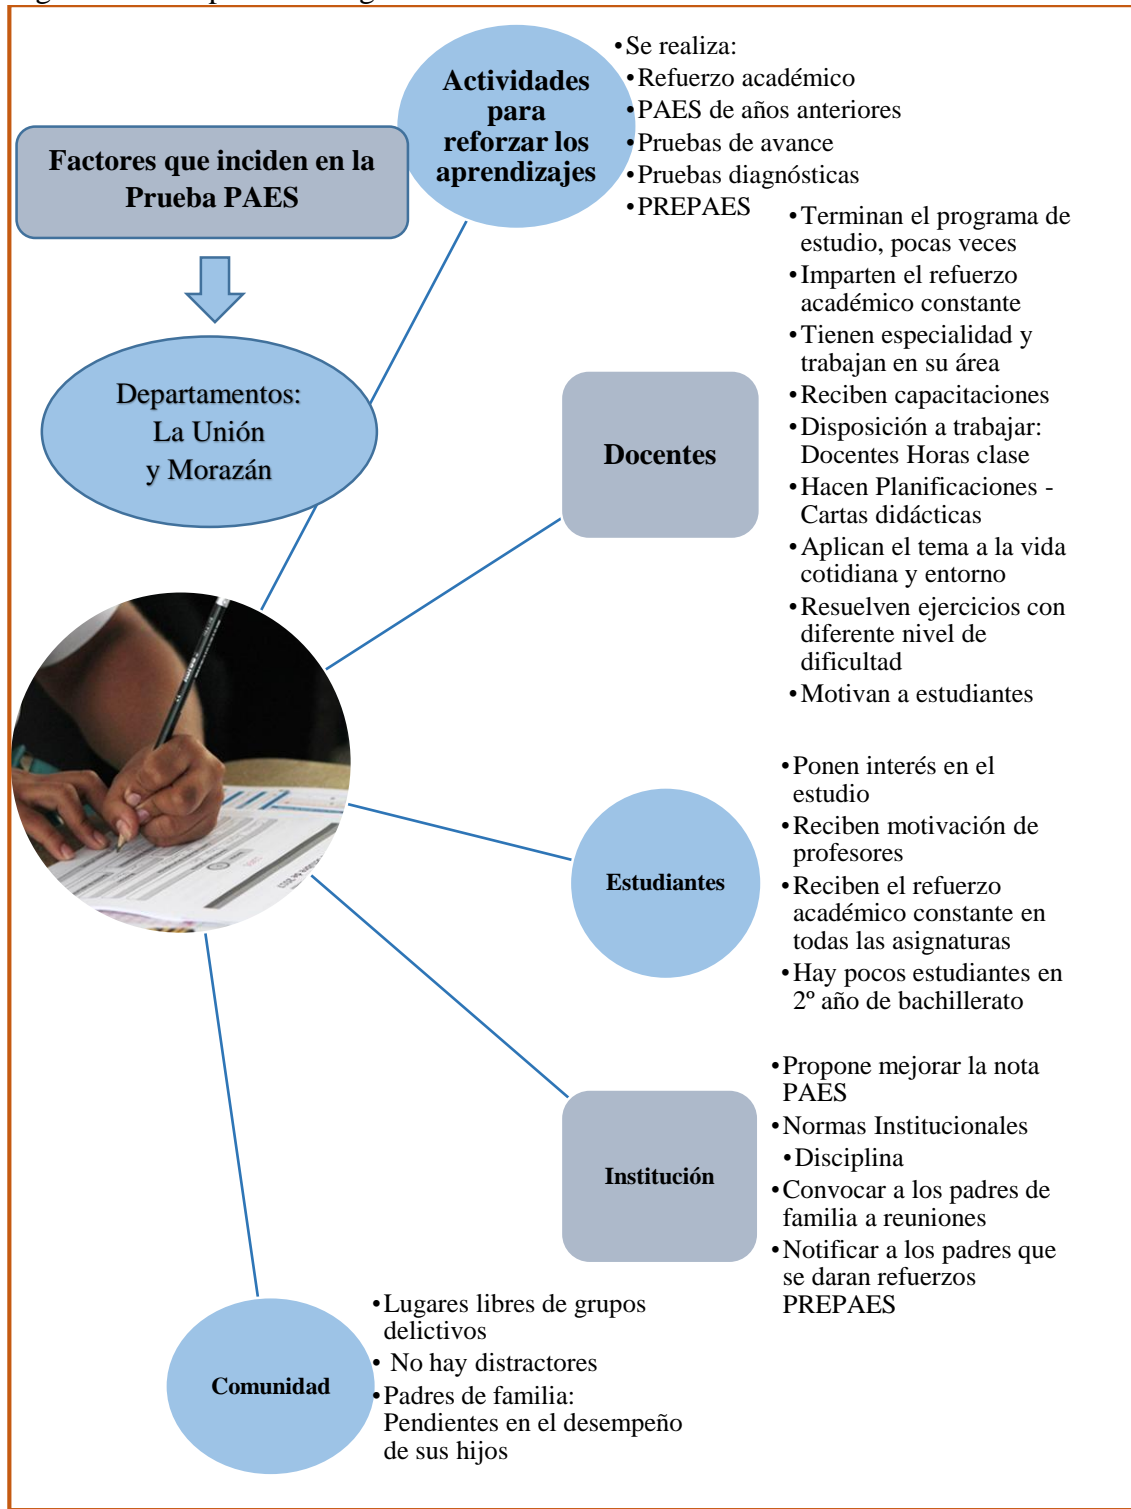 Factores que inciden en la
Prueba PAES
Departamentos:
La Unión
y Morazán
Actividades
para
reforzar los
aprendizajes
•Se realiza:
•Refuerzo académico
•PAES de años anteriores
•Pruebas de avance
•Pruebas diagnósticas
•PREPAES
Docentes
•Terminan el programa de
estudio, pocas veces
•Imparten el refuerzo
académico constante
•Tienen especialidad y
trabajan en su área
•Reciben capacitaciones
•Disposición a trabajar:
Docentes Horas clase
•Hacen Planificaciones -
Cartas didácticas
•Aplican el tema a la vida
cotidiana y entorno
•Resuelven ejercicios con
diferente nivel de
dificultad
•Motivan a estudiantes
Estudiantes
•Ponen interés en el
estudio
•Reciben motivación de
profesores
•Reciben el refuerzo
académico constante en
todas las asignaturas
•Hay pocos estudiantes en
2º año de bachillerato
Institución
•Propone mejorar la nota
PAES
•Normas Institucionales
•Disciplina
•Convocar a los padres de
familia a reuniones
•Notificar a los padres que
se daran refuerzos
PREPAES
Comunidad
•Lugares libres de grupos
delictivos
• No hay distractores
•Padres de familia:
Pendientes en el desempeño
de sus hijos